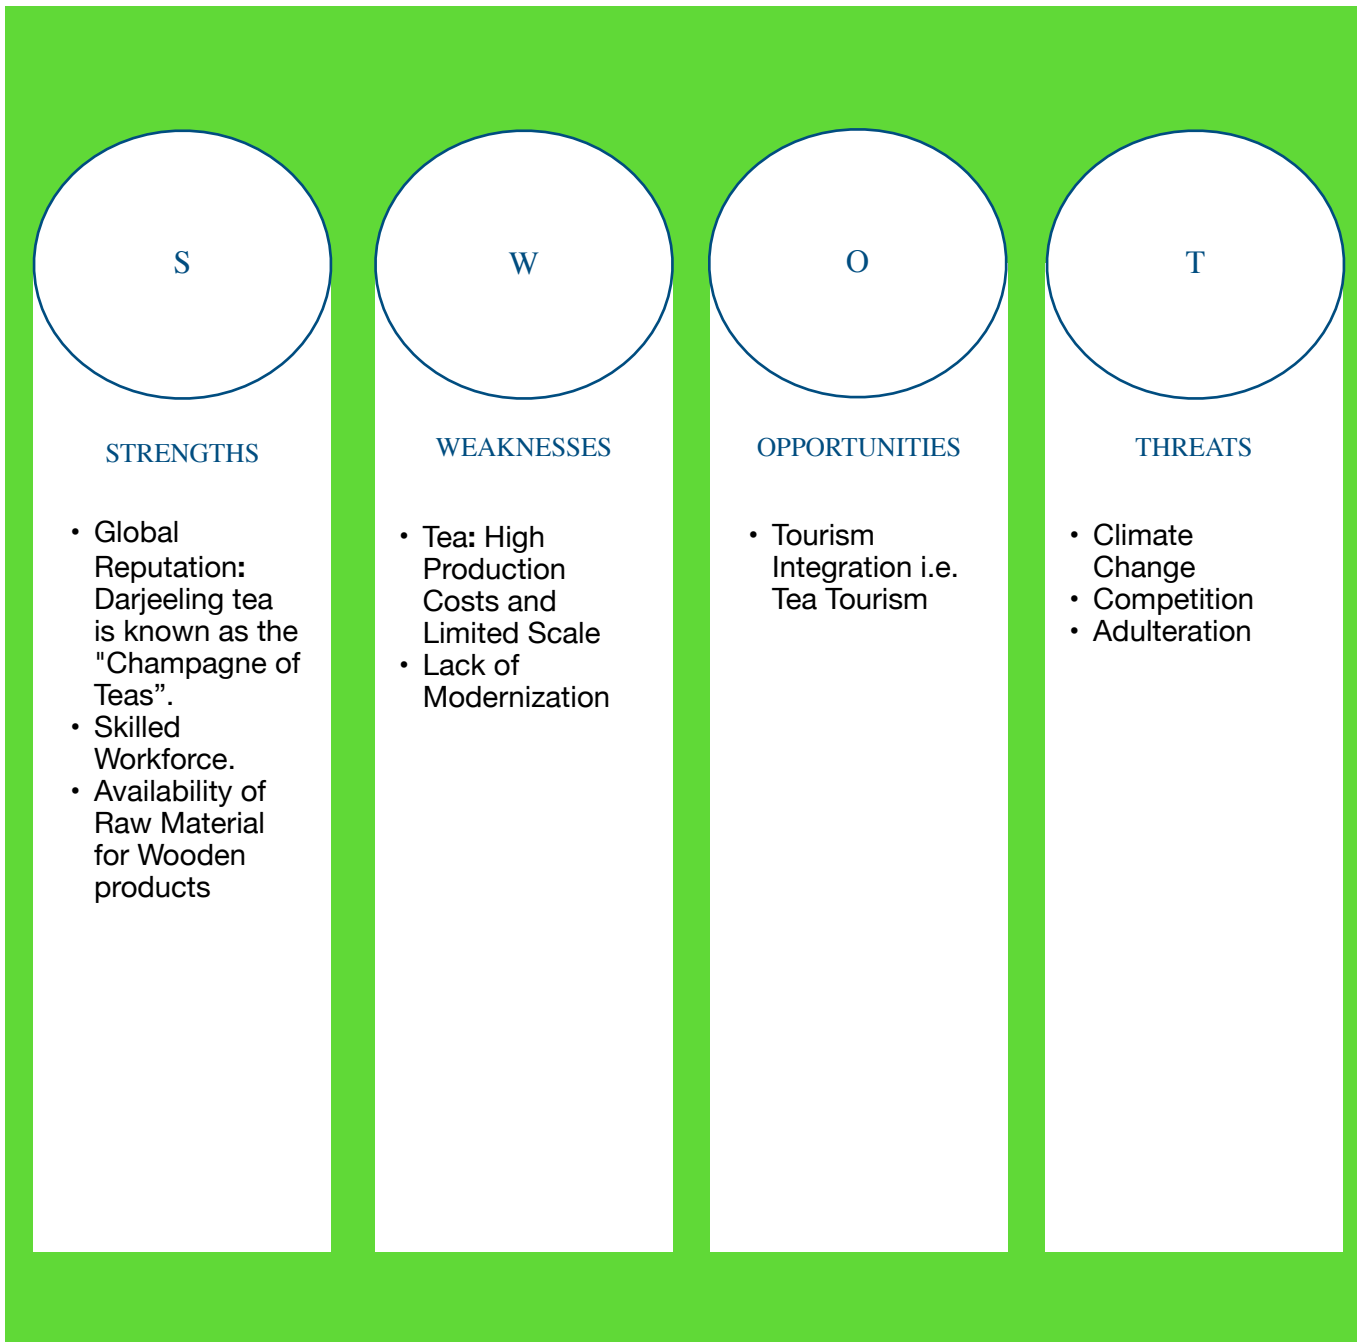 S
STRENGTHS
• Global
Reputation:
Darjeeling tea
is known as the
"Champagne of
Teas”.
• Skilled
Workforce.
• Availability of
Raw Material
for Wooden
products
W
WEAKNESSES
• Tea: High
Production
Costs and
Limited Scale
• Lack of
Modernization
O
OPPORTUNITIES
• Tourism
Integration i.e.
Tea Tourism
T
THREATS
• Climate
Change
• Competition
• Adulteration